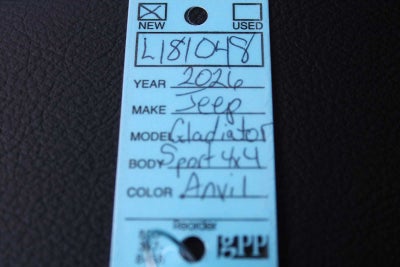 NEW USED
L181048
YEAR 2026
MAKE Jeep
MODEL Gladiator
BODY Sport 4x4
COLOR Anvil
Reorder
gpp